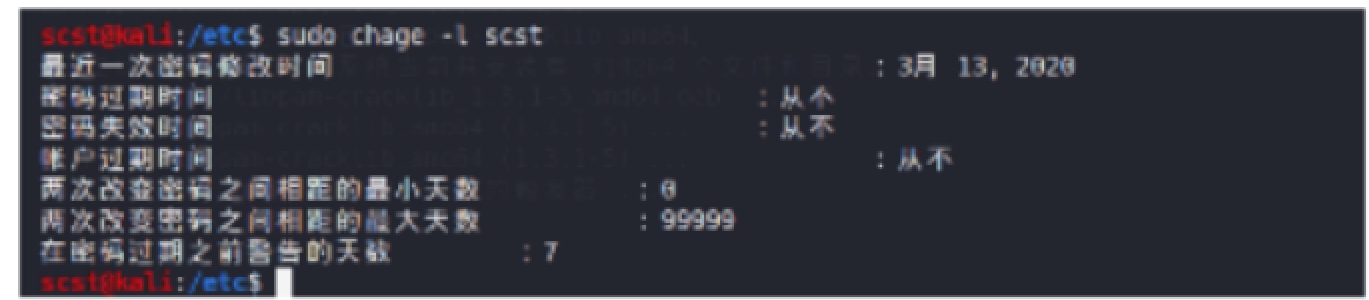 scst@kali:/etc$ sudo chage -l scst
最近一次密码修改时间 : 3月 13, 2020
密码过期时间 : 从不
密码失效时间 : 从不
帐户过期时间 : 从不
两次改变密码之间相距的最小天数 : 0
两次改变密码之间相距的最大天数 : 99999
在密码过期之前警告的天数 : 7
scst@kali:/etc$